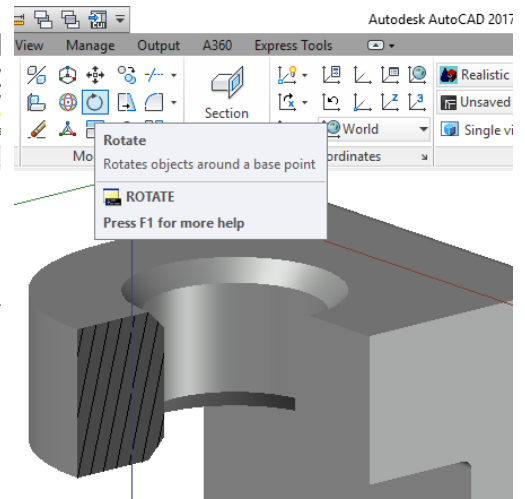 Autodesk AutoCAD 2017
View Manage Output A360 Express Tools
Realistic
Section
Unsaved
World
Single vi
Mo
ordinates
Rotate
Rotates objects around a base point
ROTATE
Press F1 for more help